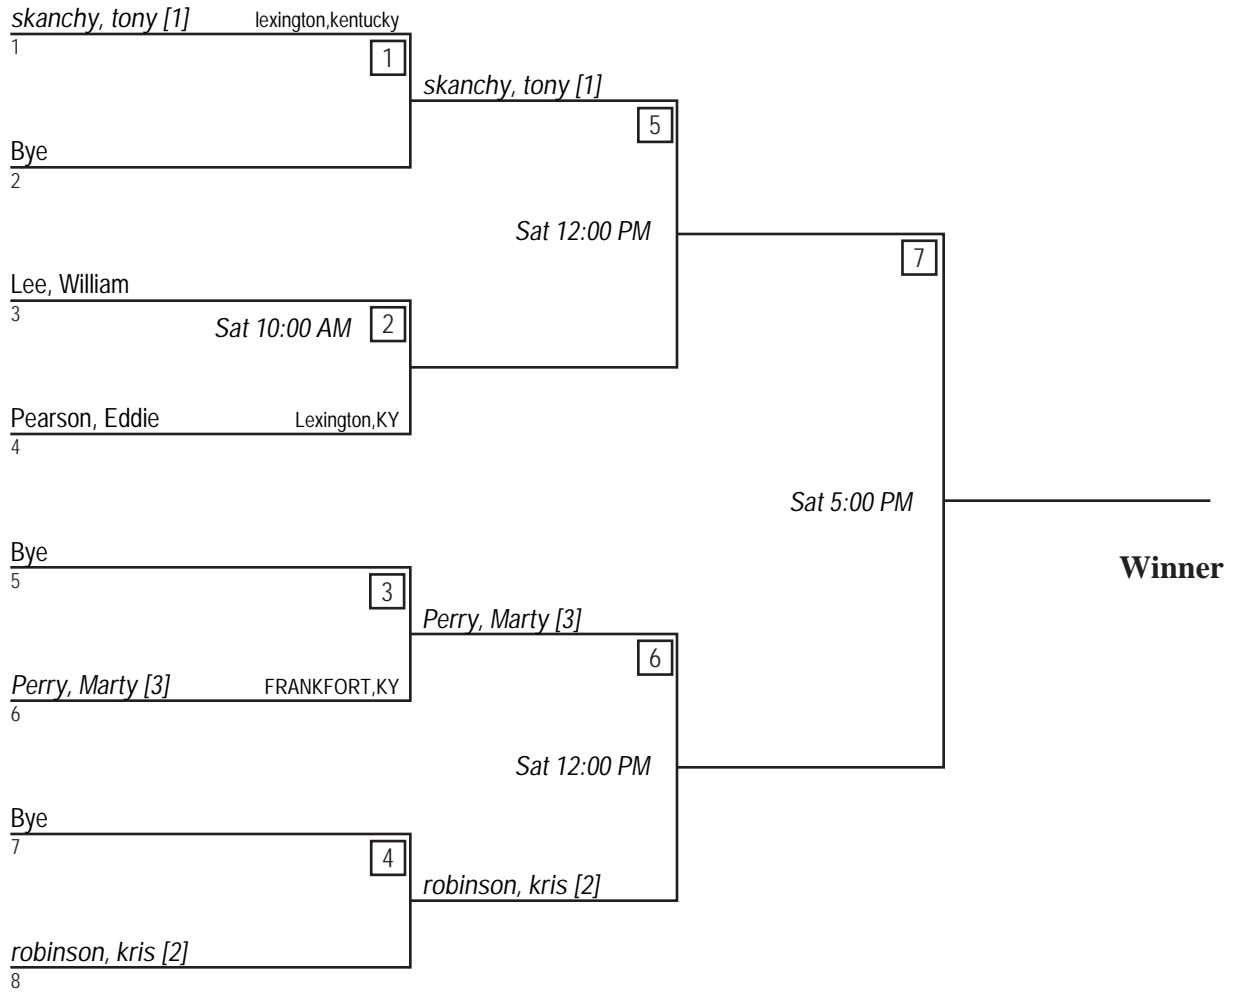 skanchy, tony [1] lexington,kentucky
1
1
skanchy, tony [1]
5
Bye
2
Sat 12:00 PM
7
Lee, William
3
Sat 10:00 AM 2
Pearson, Eddie Lexington,KY
4
Sat 5:00 PM
Bye
5
3
Winner
Perry, Marty [3]
6
Perry, Marty [3] FRANKFORT,KY
6
Sat 12:00 PM
Bye
7
4
robinson, kris [2]
robinson, kris [2]
8